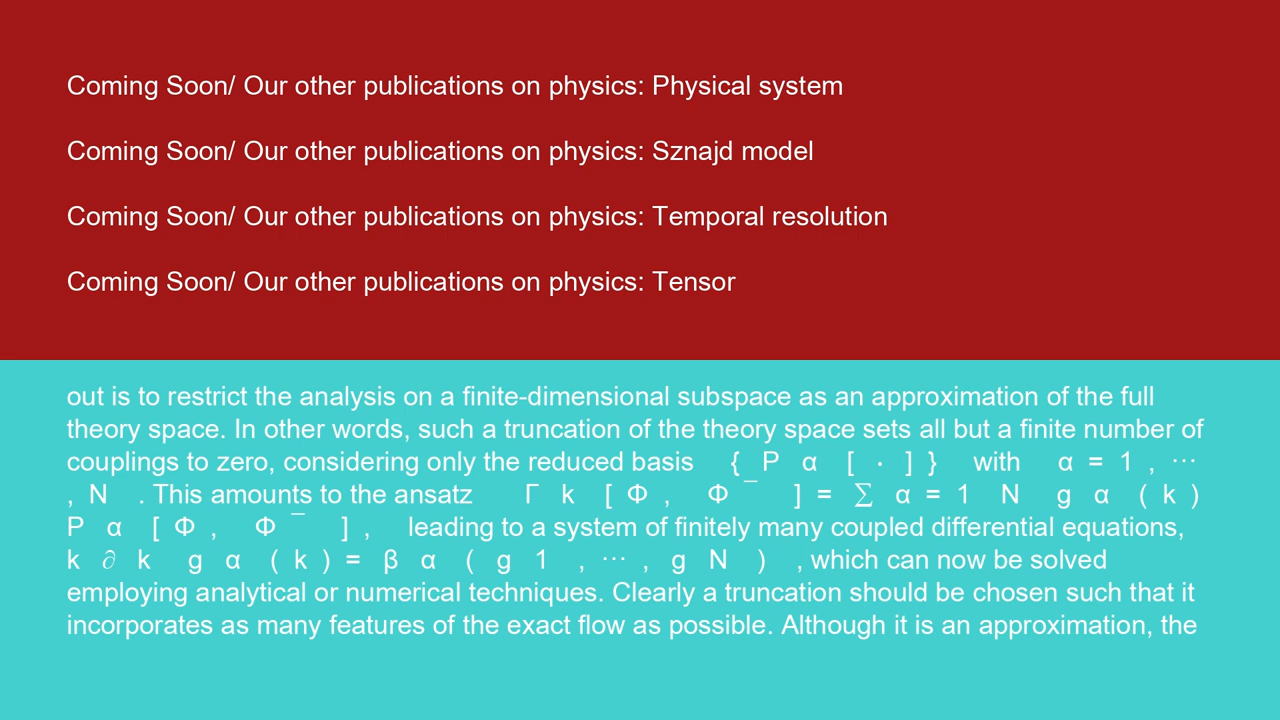 Coming Soon/ Our other publications on physics: Physical system
Coming Soon/ Our other publications on physics: Sznajd model
Coming Soon/ Our other publications on physics: Temporal resolution
Coming Soon/ Our other publications on physics: Tensor
out is to restrict the analysis on a finite-dimensional subspace as an approximation of the full
theory space. In other words, such a truncation of the theory space sets all but a finite number of
couplings to zero, considering only the reduced basis { P α [ ⋅ ] } with α = 1 , ⋯
, N . This amounts to the ansatz Γ k [ Φ , Φ ¯ ] = ∑ α = 1 N g α ( k )
P α [ Φ , Φ ¯ ] , leading to a system of finitely many coupled differential equations,
k ∂ k g α ( k ) = β α ( g 1 , ⋯ , g N ) , which can now be solved
employing analytical or numerical techniques. Clearly a truncation should be chosen such that it
incorporates as many features of the exact flow as possible. Although it is an approximation, the